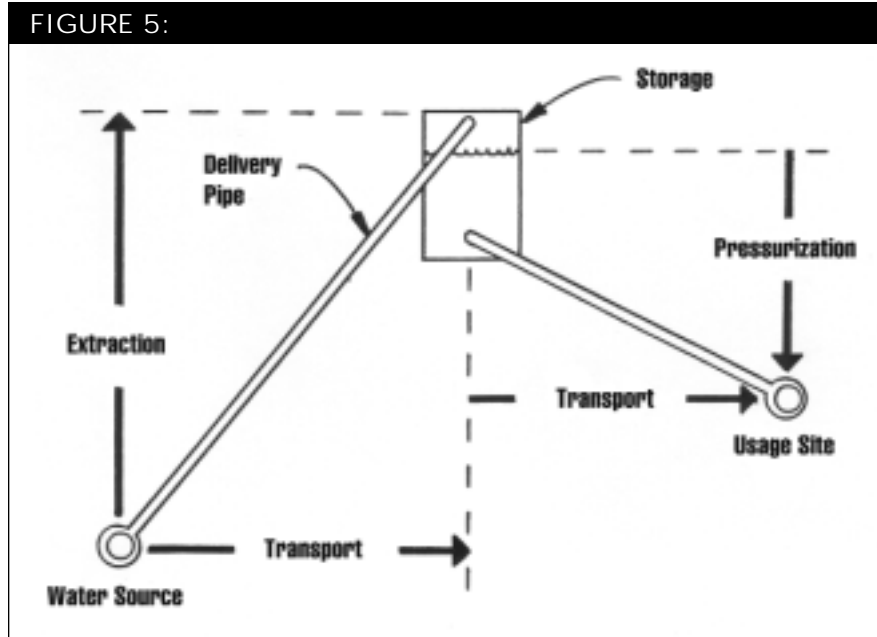 FIGURE 5:
Storage
Delivery
Pipe
Pressurization
Extraction
Transport
Usage Site
Transport
Water Source